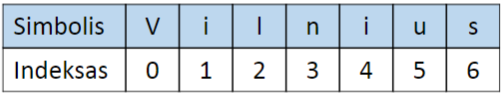 Simbolis V i l n i u s
Indeksas 0 1 2 3 4 5 6